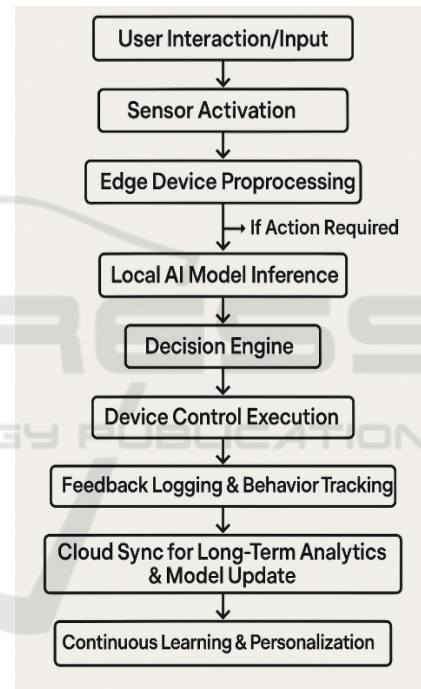 User Interaction/Input
Sensor Activation
Edge Device Proprocessing
If Action Required
Local AI Model Inference
Decision Engine
Device Control Execution
Feedback Logging & Behavior Tracking
Cloud Sync for Long-Term Analytics
& Model Update
Continuous Learning & Personalization